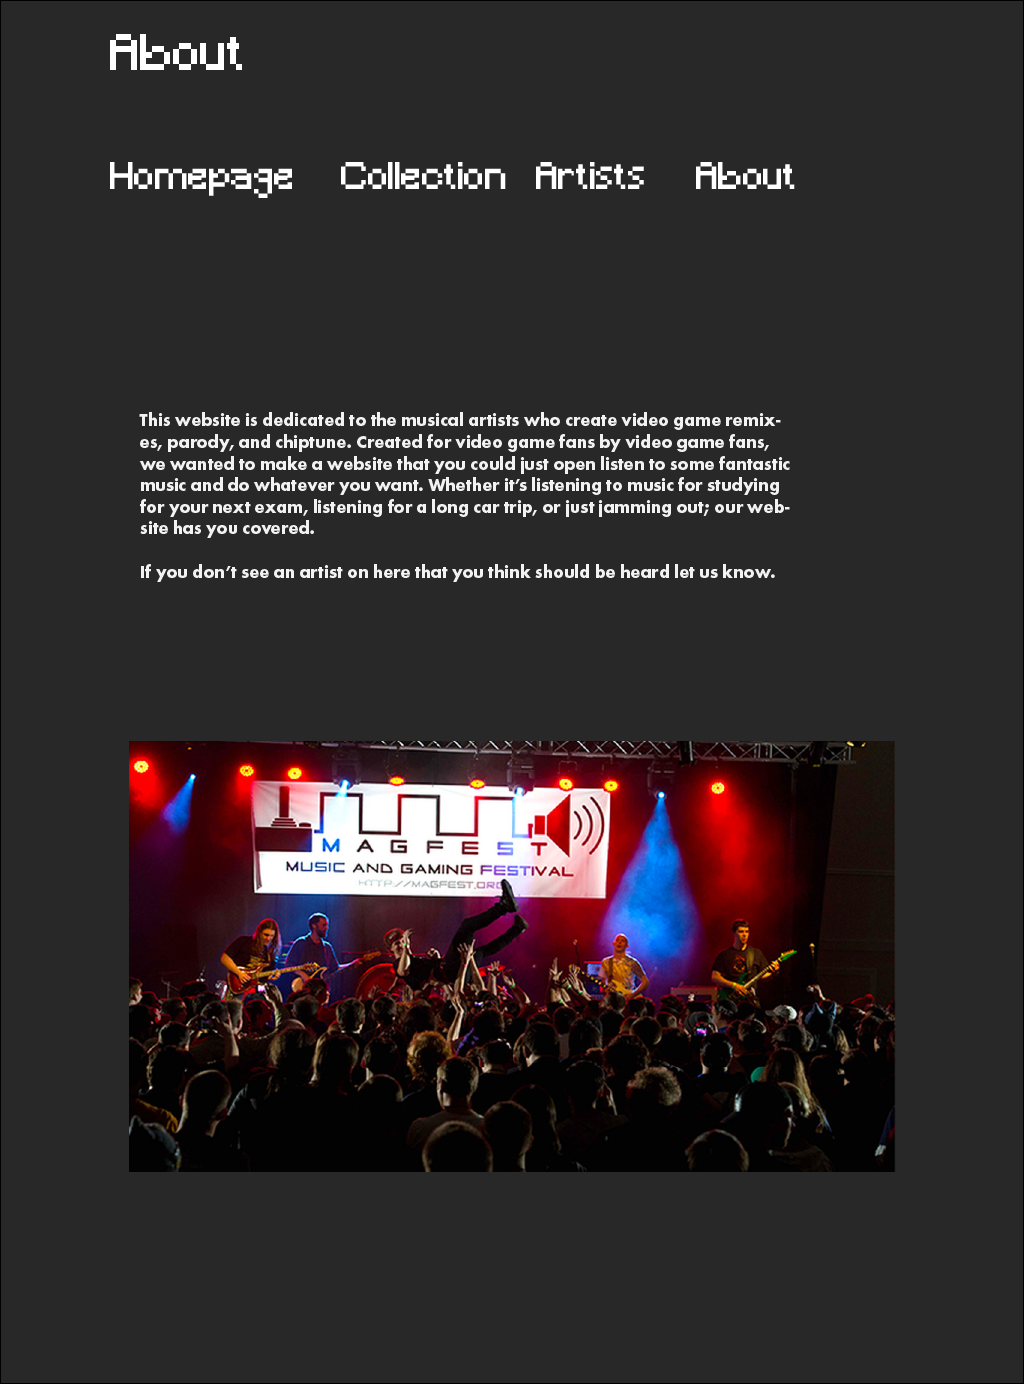 About
Homepage Collection Artists About
This website is dedicated to the musical artists who create video game remix-
es, parody, and chiptune. Created for video game fans by video game fans,
we wanted to make a website that you could just open listen to some fantastic
music and do whatever you want. Whether it’s listening to music for studying
for your next exam, listening for a long car trip, or just jamming out; our web-
site has you covered.
If you don’t see an artist on here that you think should be heard let us know.
MAGFEST
MUSIC AND GAMING FESTIVAL
HTTP://MAGFEST.ORG